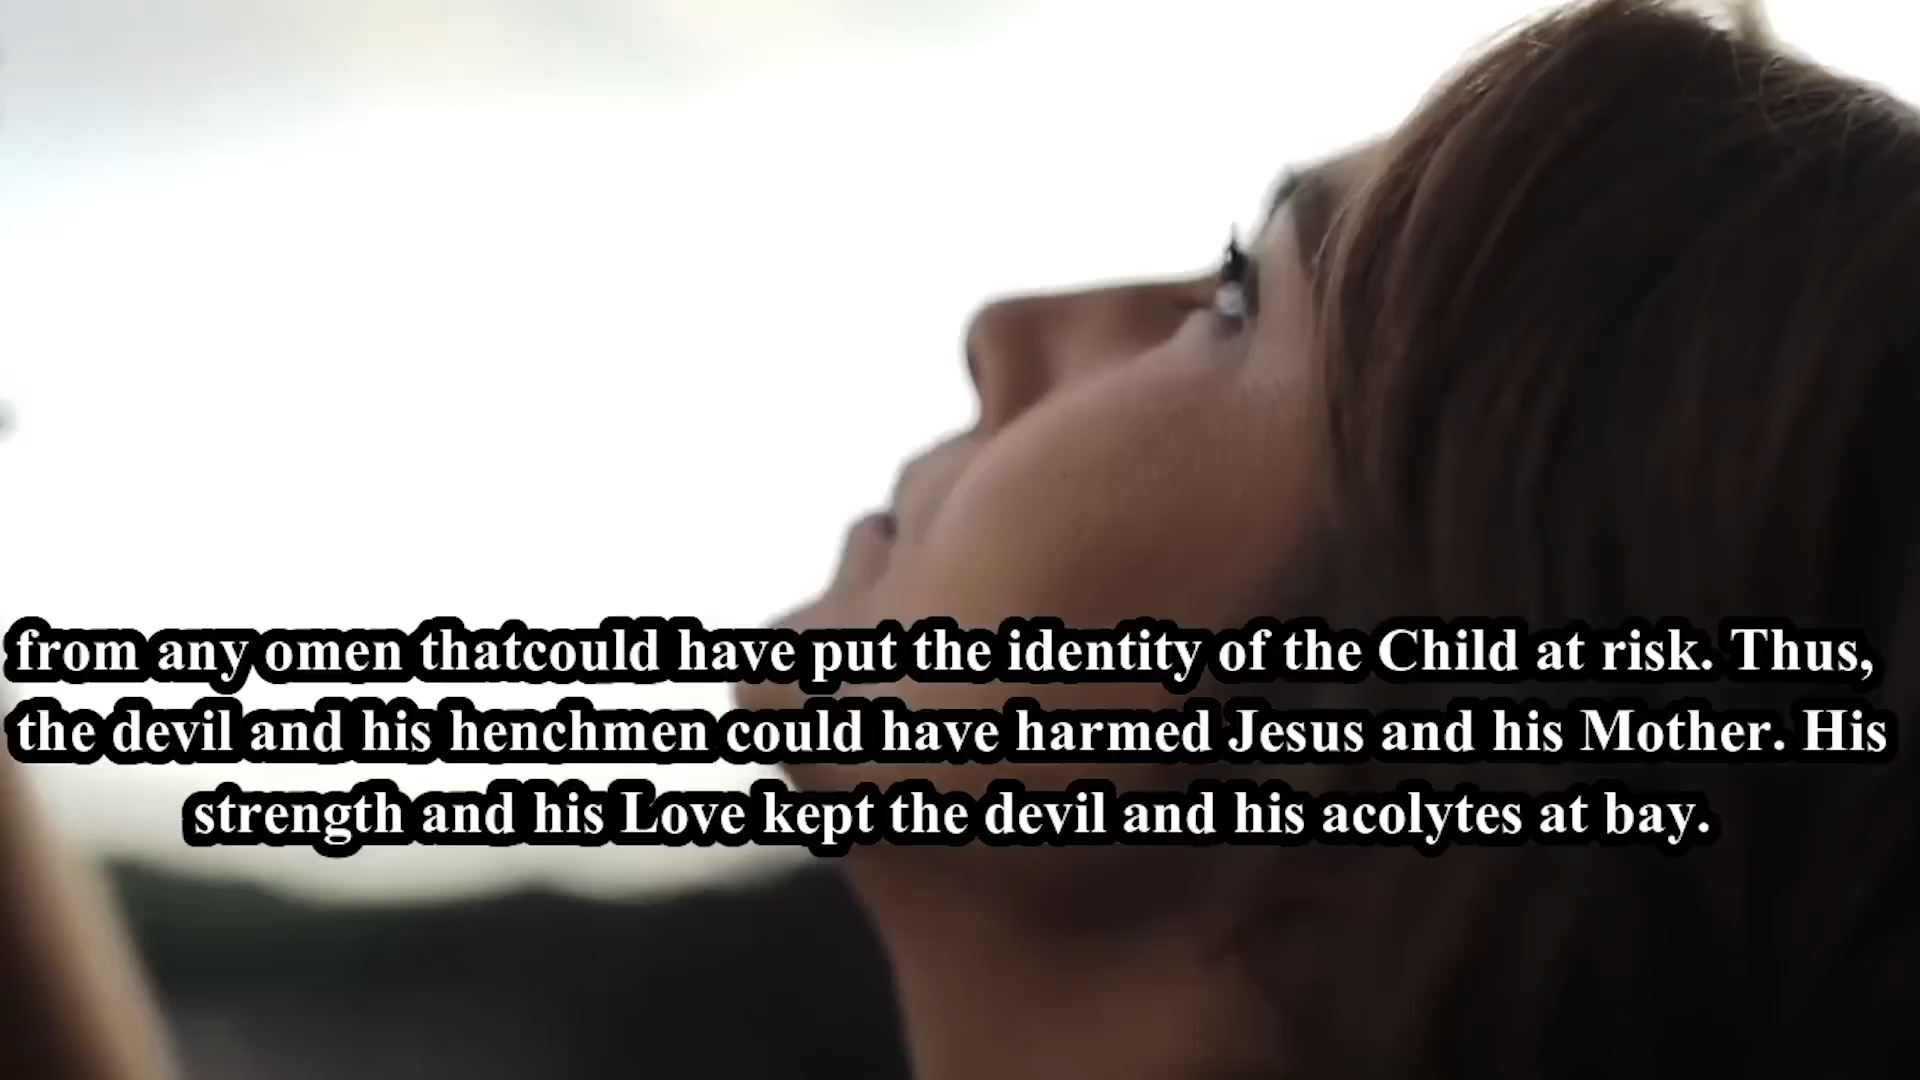 from any omen thatcould have put the identity of the Child at risk. Thus,
the devil and his henchmen could have harmed Jesus and his Mother. His
strength and his Love kept the devil and his acolytes at bay.